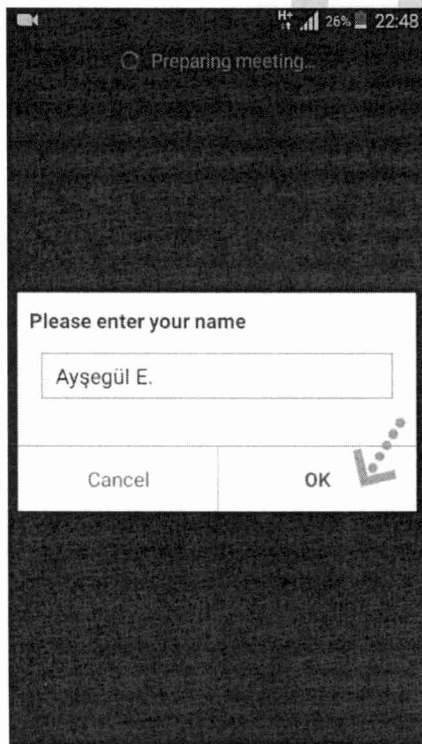 H+ 26% 22:48
Preparing meeting...
Please enter your name
Ayşegül E.
Cancel OK